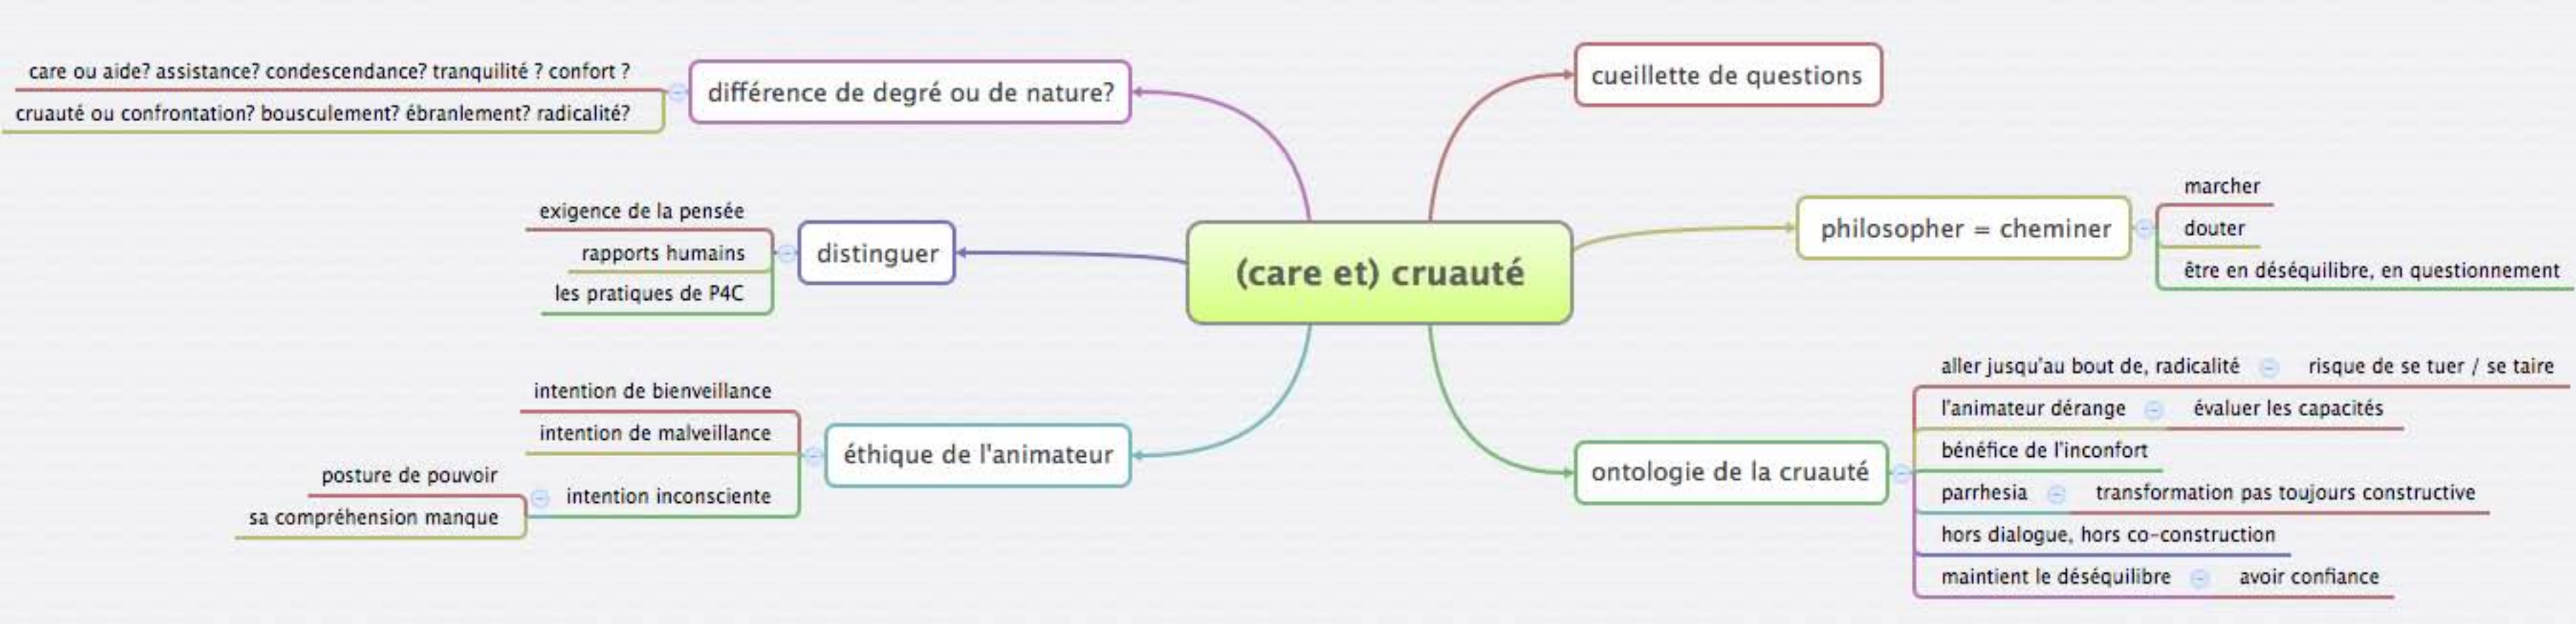 (care et) cruauté
cueillette de questions
philosopher = cheminer
marcher
douter
être en déséquilibre, en questionnement
ontologie de la cruauté
aller jusqu'au bout de, radicalité
risque de se tuer / se taire
l'animateur dérange
évaluer les capacités
bénéfice de l'inconfort
parrhesia
transformation pas toujours constructive
hors dialogue, hors co-construction
maintient le déséquilibre
avoir confiance
différence de degré ou de nature?
care ou aide? assistance? condescendance? tranquilité ? confort ?
cruauté ou confrontation? bousculement? ébranlement? radicalité?
distinguer
exigence de la pensée
rapports humains
les pratiques de P4C
éthique de l'animateur
intention de bienveillance
intention de malveillance
intention inconsciente
posture de pouvoir
sa compréhension manque